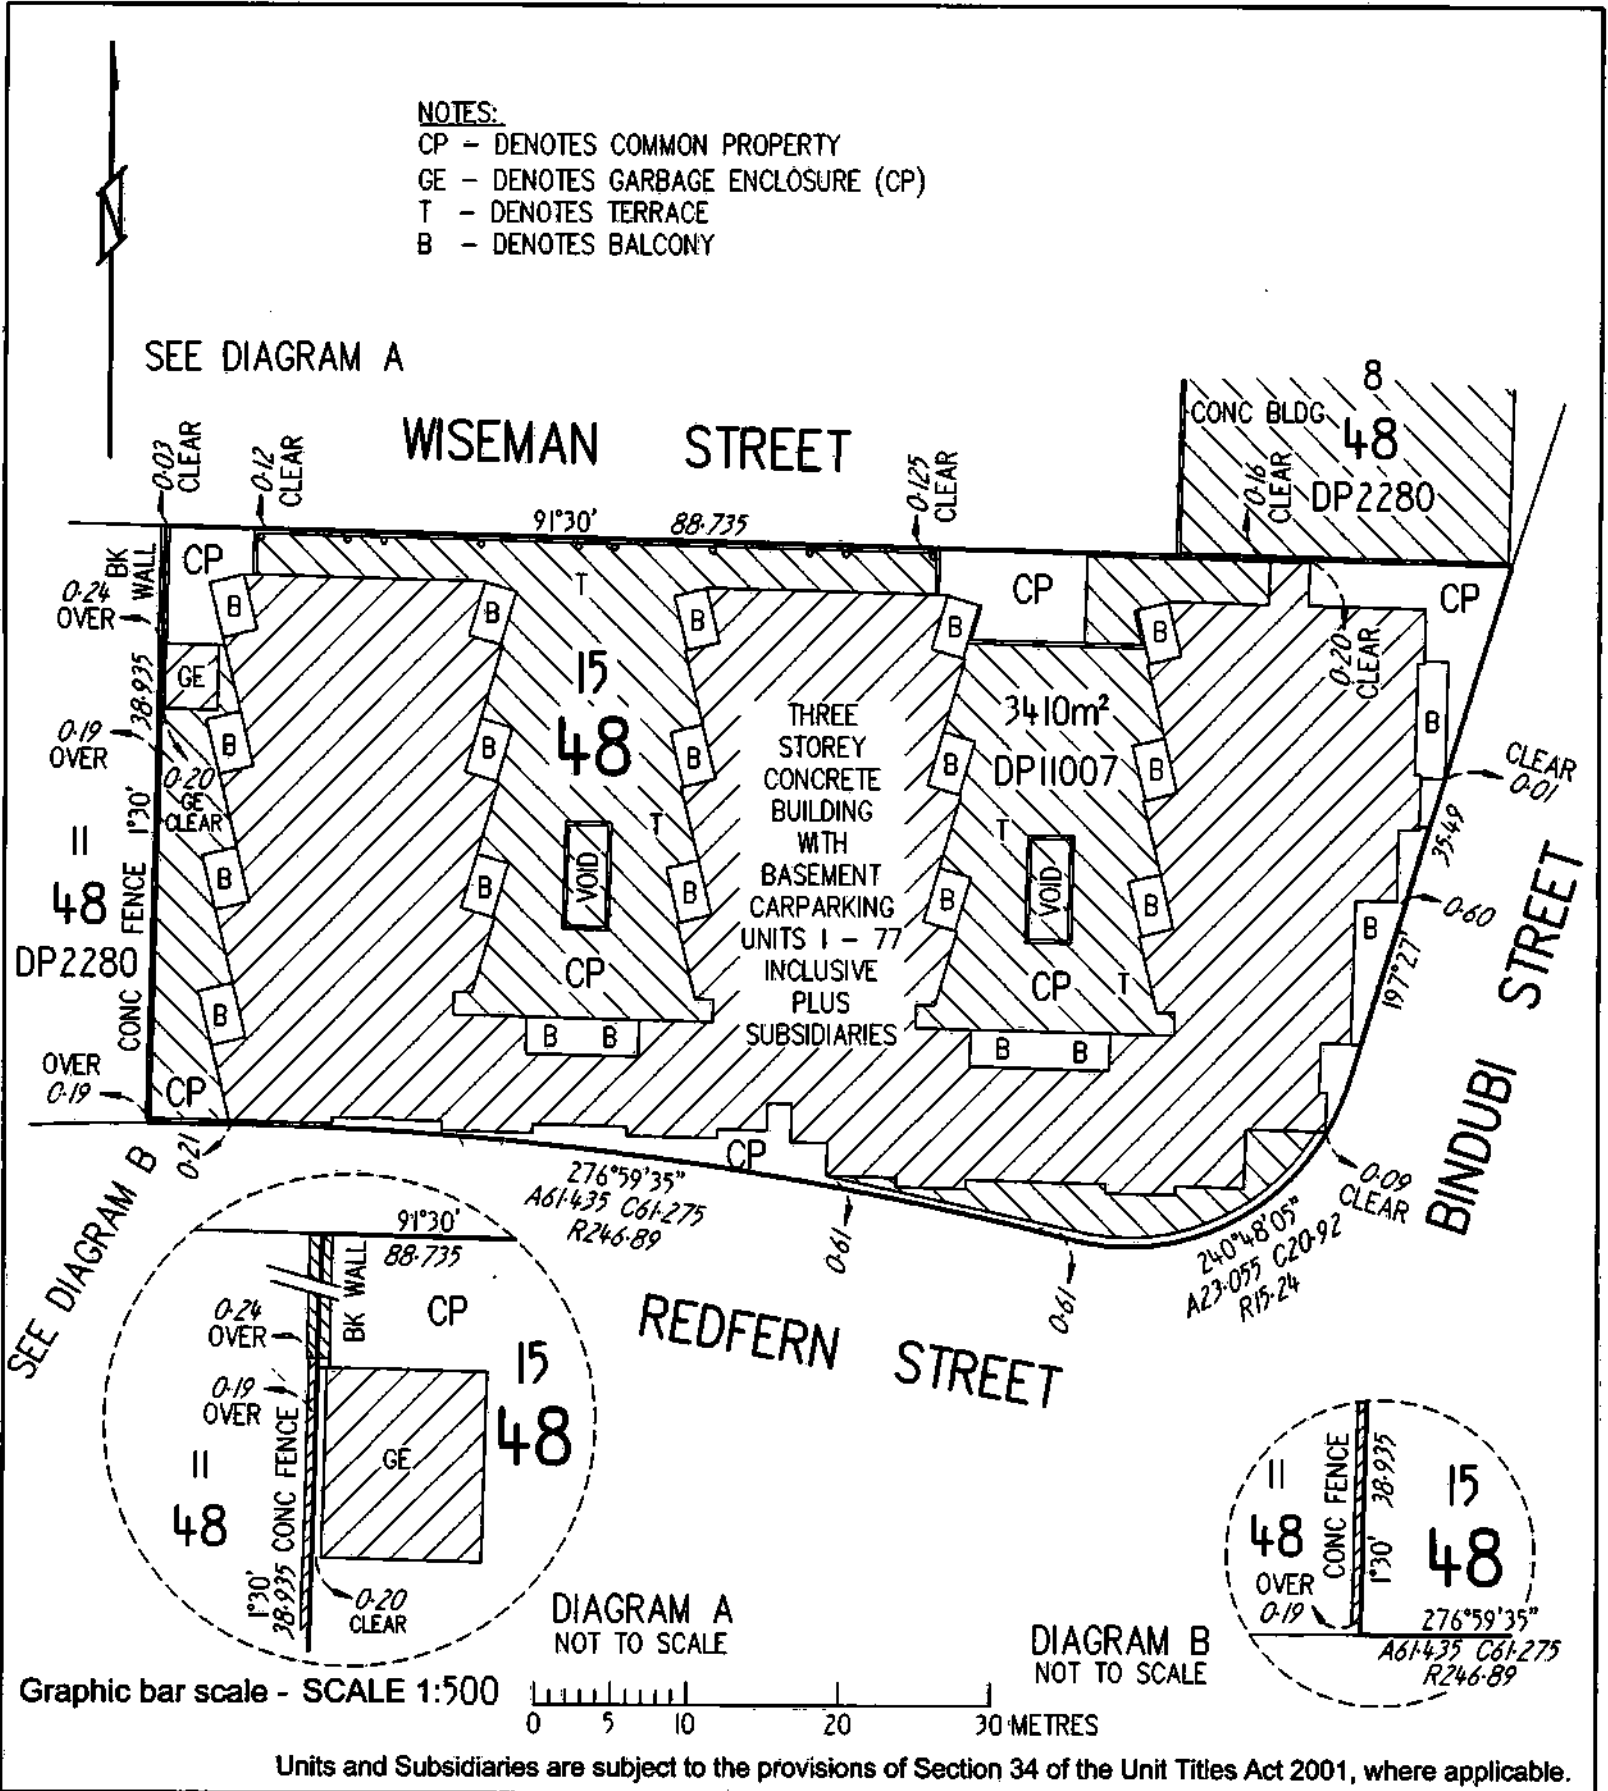 NOTES:
CP - DENOTES COMMON PROPERTY
GE - DENOTES GARBAGE ENCLOSURE (CP)
T - DENOTES TERRACE
B - DENOTES BALCONY
SEE DIAGRAM A
WISEMAN STREET
8
CONC BLDG
48
DP2280
0·03
CLEAR
0·12
CLEAR
91°30' 88·735
0·125
CLEAR
0·16
CLEAR
BK
WALL
CP
CP
CP
0·24
OVER
B
B
B
B
B
T
GE
38·935
0·20
CLEAR
15
48
3410m²
DP11007
THREE
STOREY
CONCRETE
BUILDING
WITH
BASEMENT
CARPARKING
UNITS 1 - 77
INCLUSIVE
PLUS
SUBSIDIARIES
0·19
OVER
B
B
B
B
B
B
0·20
GE
CLEAR
CLEAR
0·01
11
48
DP2280
CONC FENCE 1°30'
T
T
VOID
VOID
B
B
B
B
B
B
35·49
0·60
197°27'
BINDUBI STREET
CP
CP
T
B
B B
B B
OVER
0·19
CP
0·21
CP
276°59'35"
A61·435 C61·275
R246·89
0·61
0·61
0·09
CLEAR
240°48'05"
A23·055 C20·92
R15·24
REDFERN STREET
SEE DIAGRAM B
91°30'
88·735
BK WALL
CP
0·24
OVER
0·19
OVER
15
48
11
48
CONC FENCE
GE
1°30'
38·935
0·20
CLEAR
DIAGRAM A
NOT TO SCALE
11
48
CONC FENCE
38·935
1°30'
15
48
OVER
0·19
276°59'35"
A61·435 C61·275
R246·89
DIAGRAM B
NOT TO SCALE
Graphic bar scale - SCALE 1:500
0 5 10 20 30 METRES
Units and Subsidiaries are subject to the provisions of Section 34 of the Unit Titles Act 2001, where applicable.